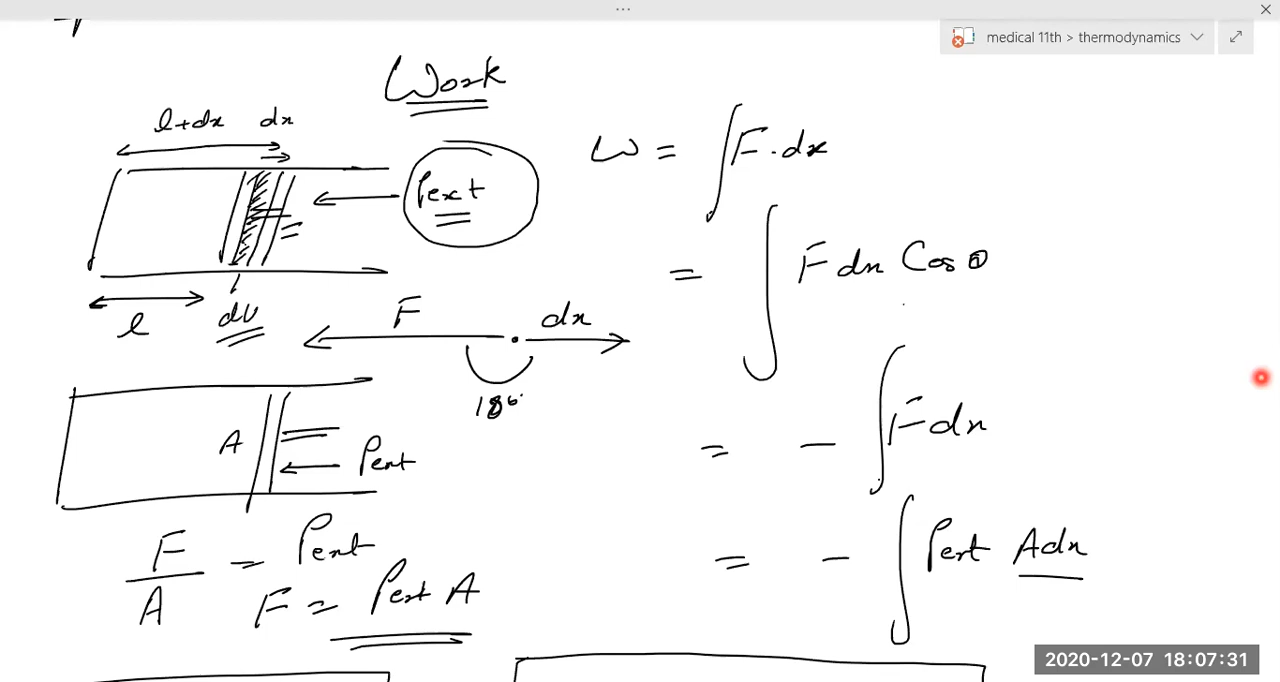 medical 11th > thermodynamics
Work
l+dx dx
W = ∫F.dx
Pext
= ∫ F dx Cos θ
l
dv
F dx
180°
= - ∫ F dx
A
Pext
F/A = Pext
F = Pext A
= - ∫ Pext Adx
2020-12-07 18:07:31